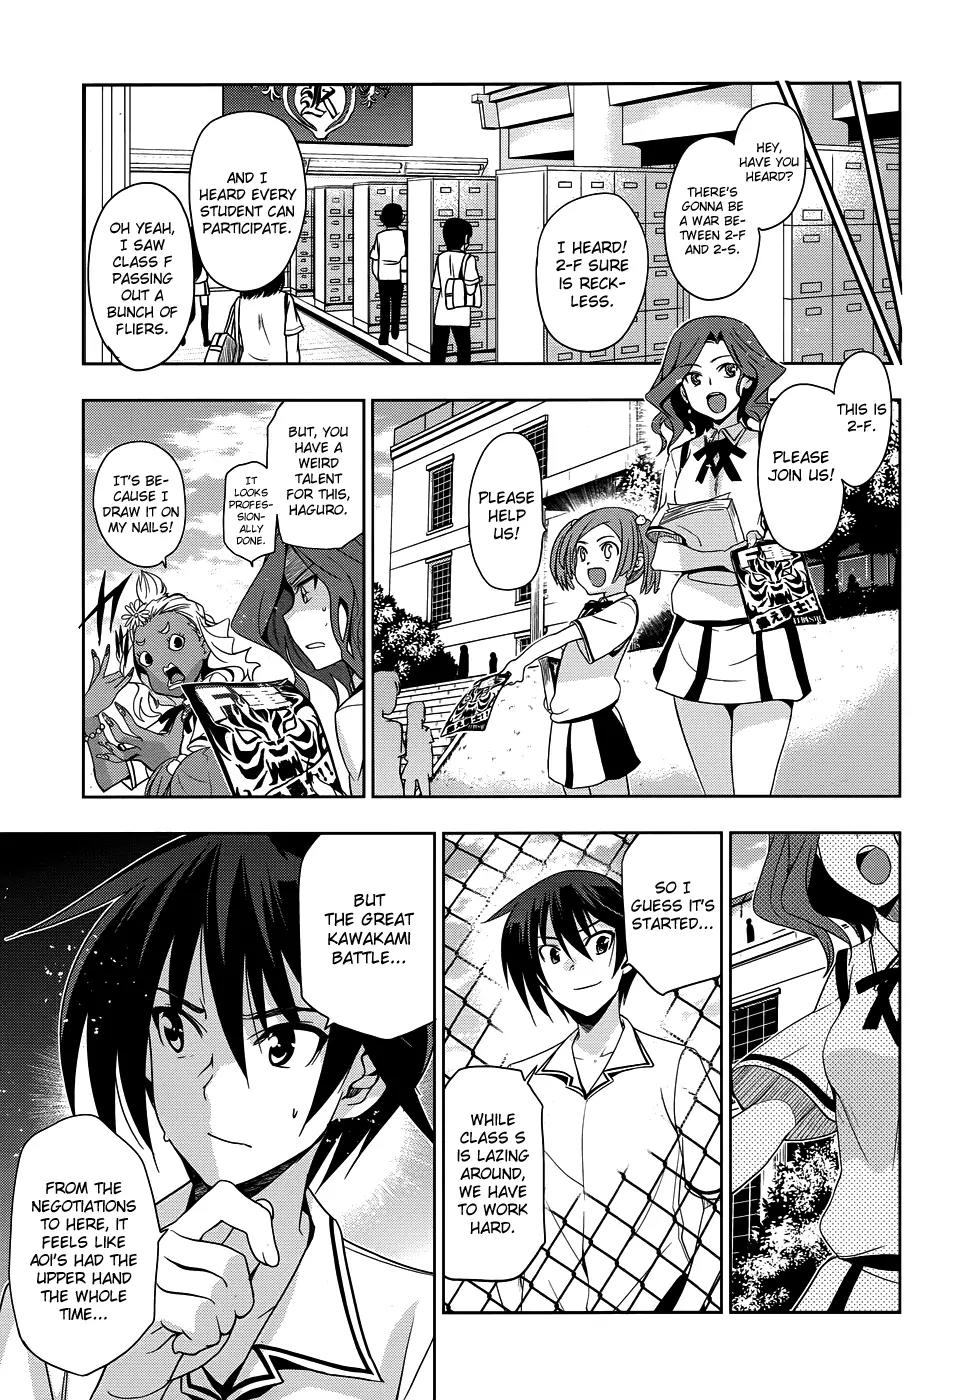 HEY,
HAVE YOU
HEARD?
THERE'S
GONNA BE
A WAR BE-
TWEEN 2-F
AND 2-S.
I HEARD!
2-F SURE
IS RECK-
LESS.
AND I
HEARD EVERY
STUDENT CAN
PARTICIPATE.
OH YEAH,
I SAW
CLASS F
PASSING
OUT A
BUNCH OF
FLIERS.
THIS IS
2-F.
PLEASE
JOIN US!
PLEASE
HELP
US!
BUT, YOU
HAVE A
WEIRD
TALENT
FOR THIS,
HAGURO.
IT
LOOKS
PROFES-
SION-
ALLY
DONE.
IT'S BE-
CAUSE I
DRAW IT ON
MY NAILS!
SO I
GUESS IT'S
STARTED...
WHILE
CLASS S
IS LAZING
AROUND,
WE HAVE
TO WORK
HARD.
BUT
THE GREAT
KAWAKAMI
BATTLE...
FROM THE
NEGOTIATIONS
TO HERE, IT
FEELS LIKE
AOI'S HAD THE
UPPER HAND
THE WHOLE
TIME...